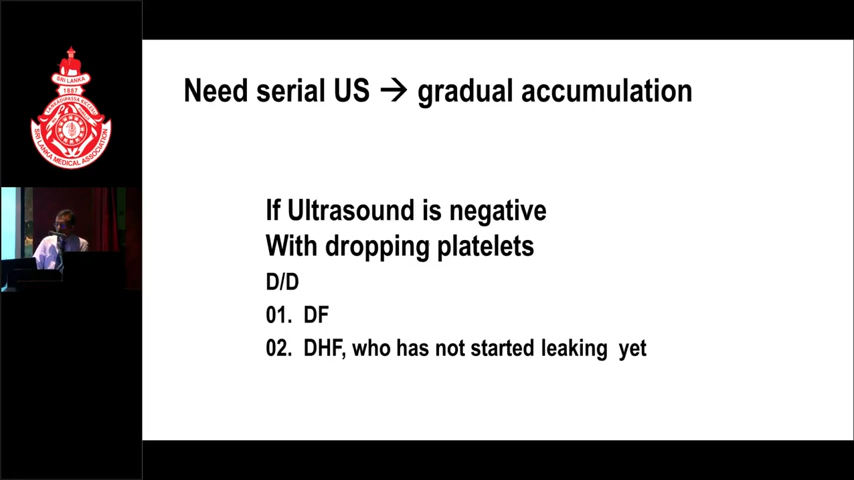 SRI LANKA
1887
SRI LANKA MEDICAL ASSOCIATION
Need serial US → gradual accumulation
If Ultrasound is negative
With dropping platelets
D/D
01. DF
02. DHF, who has not started leaking yet